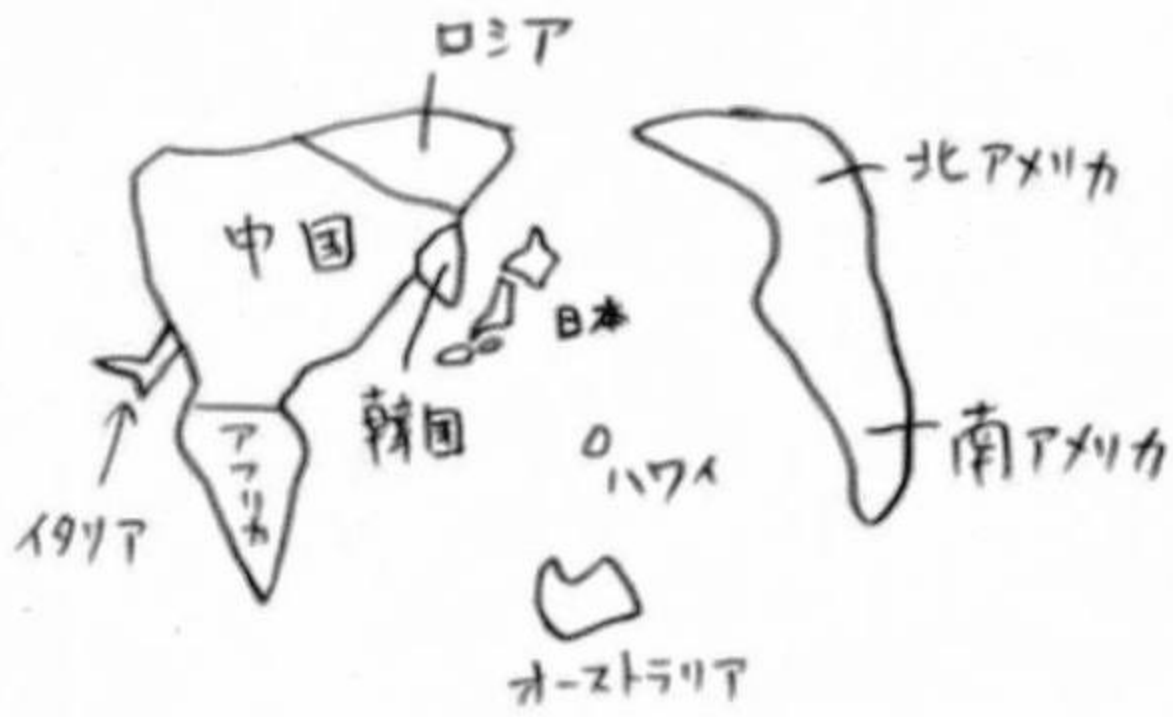 ロシア
北アメリカ
中国
日本
韓国
アフリカ
南アメリカ
ハワイ
イタリア
オーストラリア